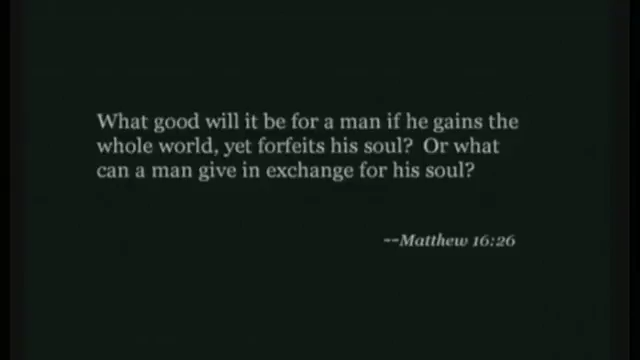 What good will it be for a man if he gains the
whole world, yet forfeits his soul?  Or what
can a man give in exchange for his soul?
--Matthew 16:26